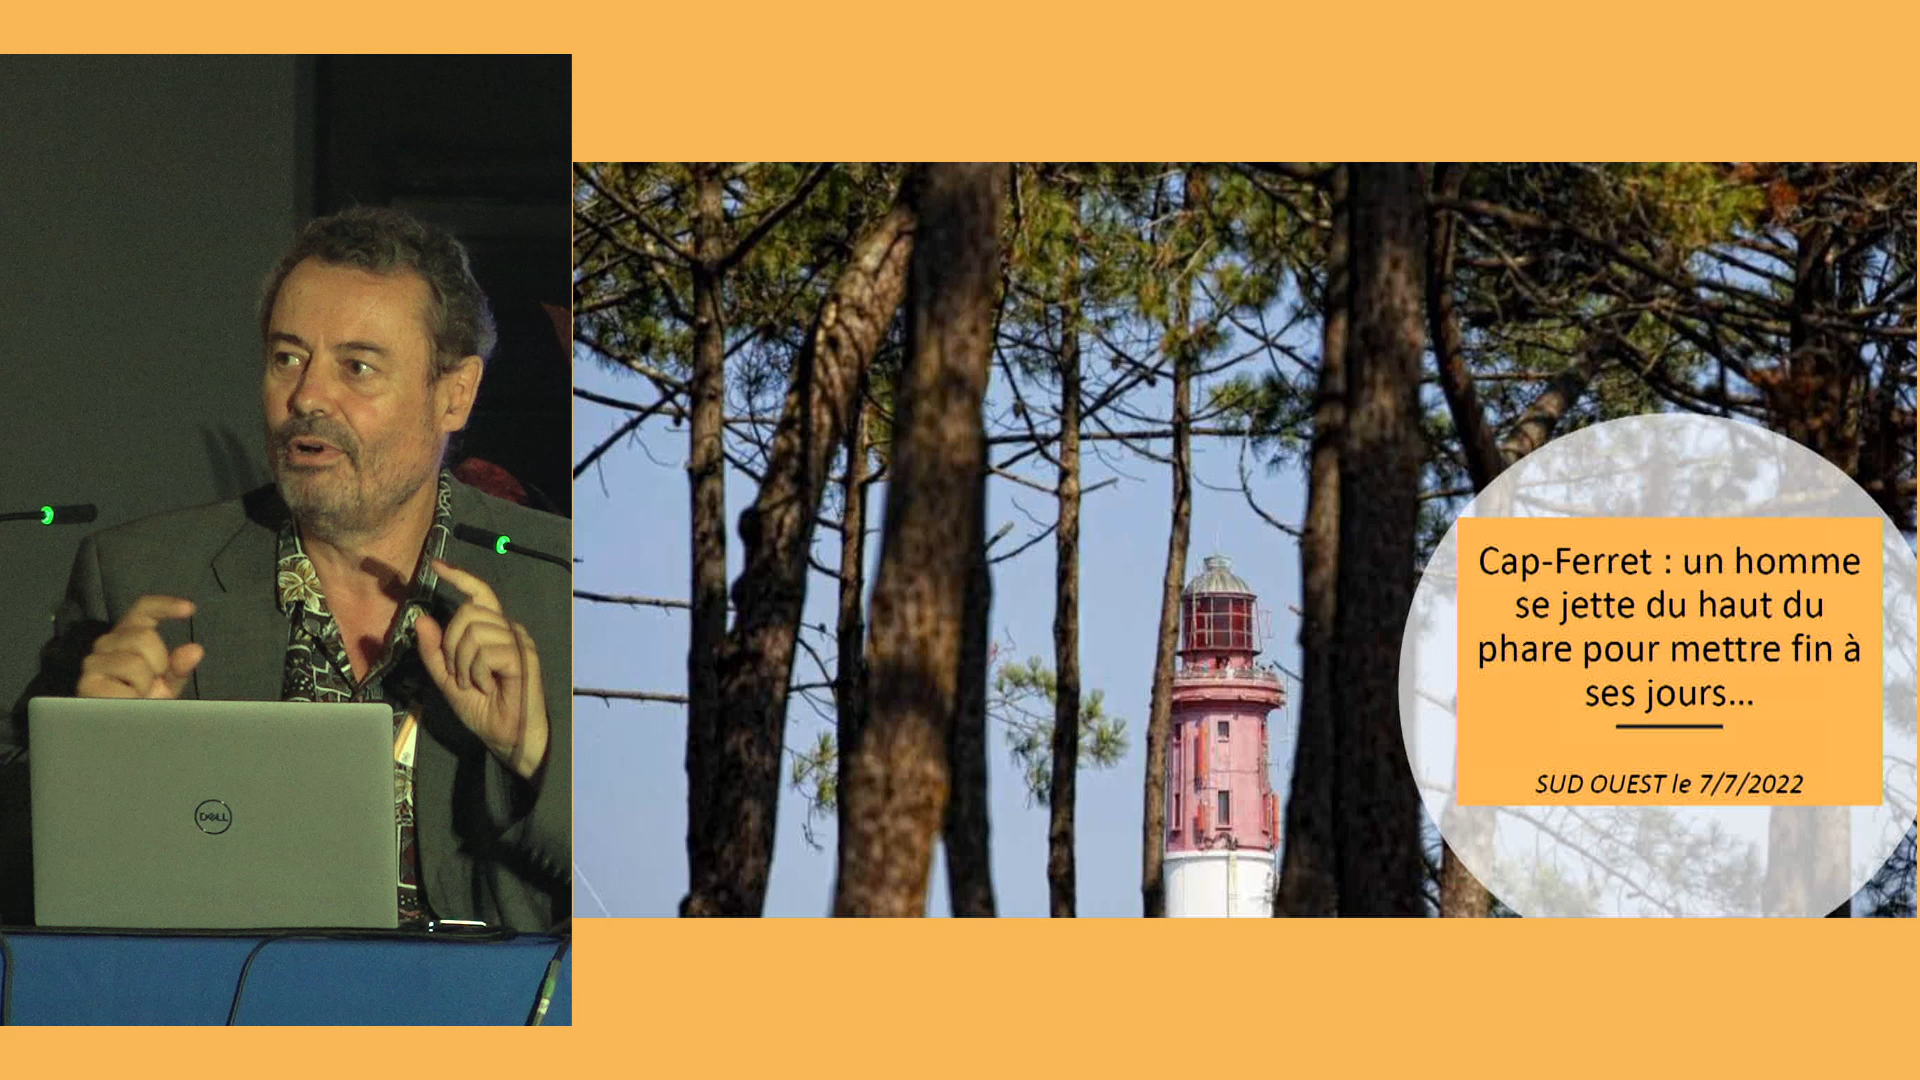 DELL
Cap-Ferret : un homme
se jette du haut du
phare pour mettre fin à
ses jours...
SUD OUEST le 7/7/2022